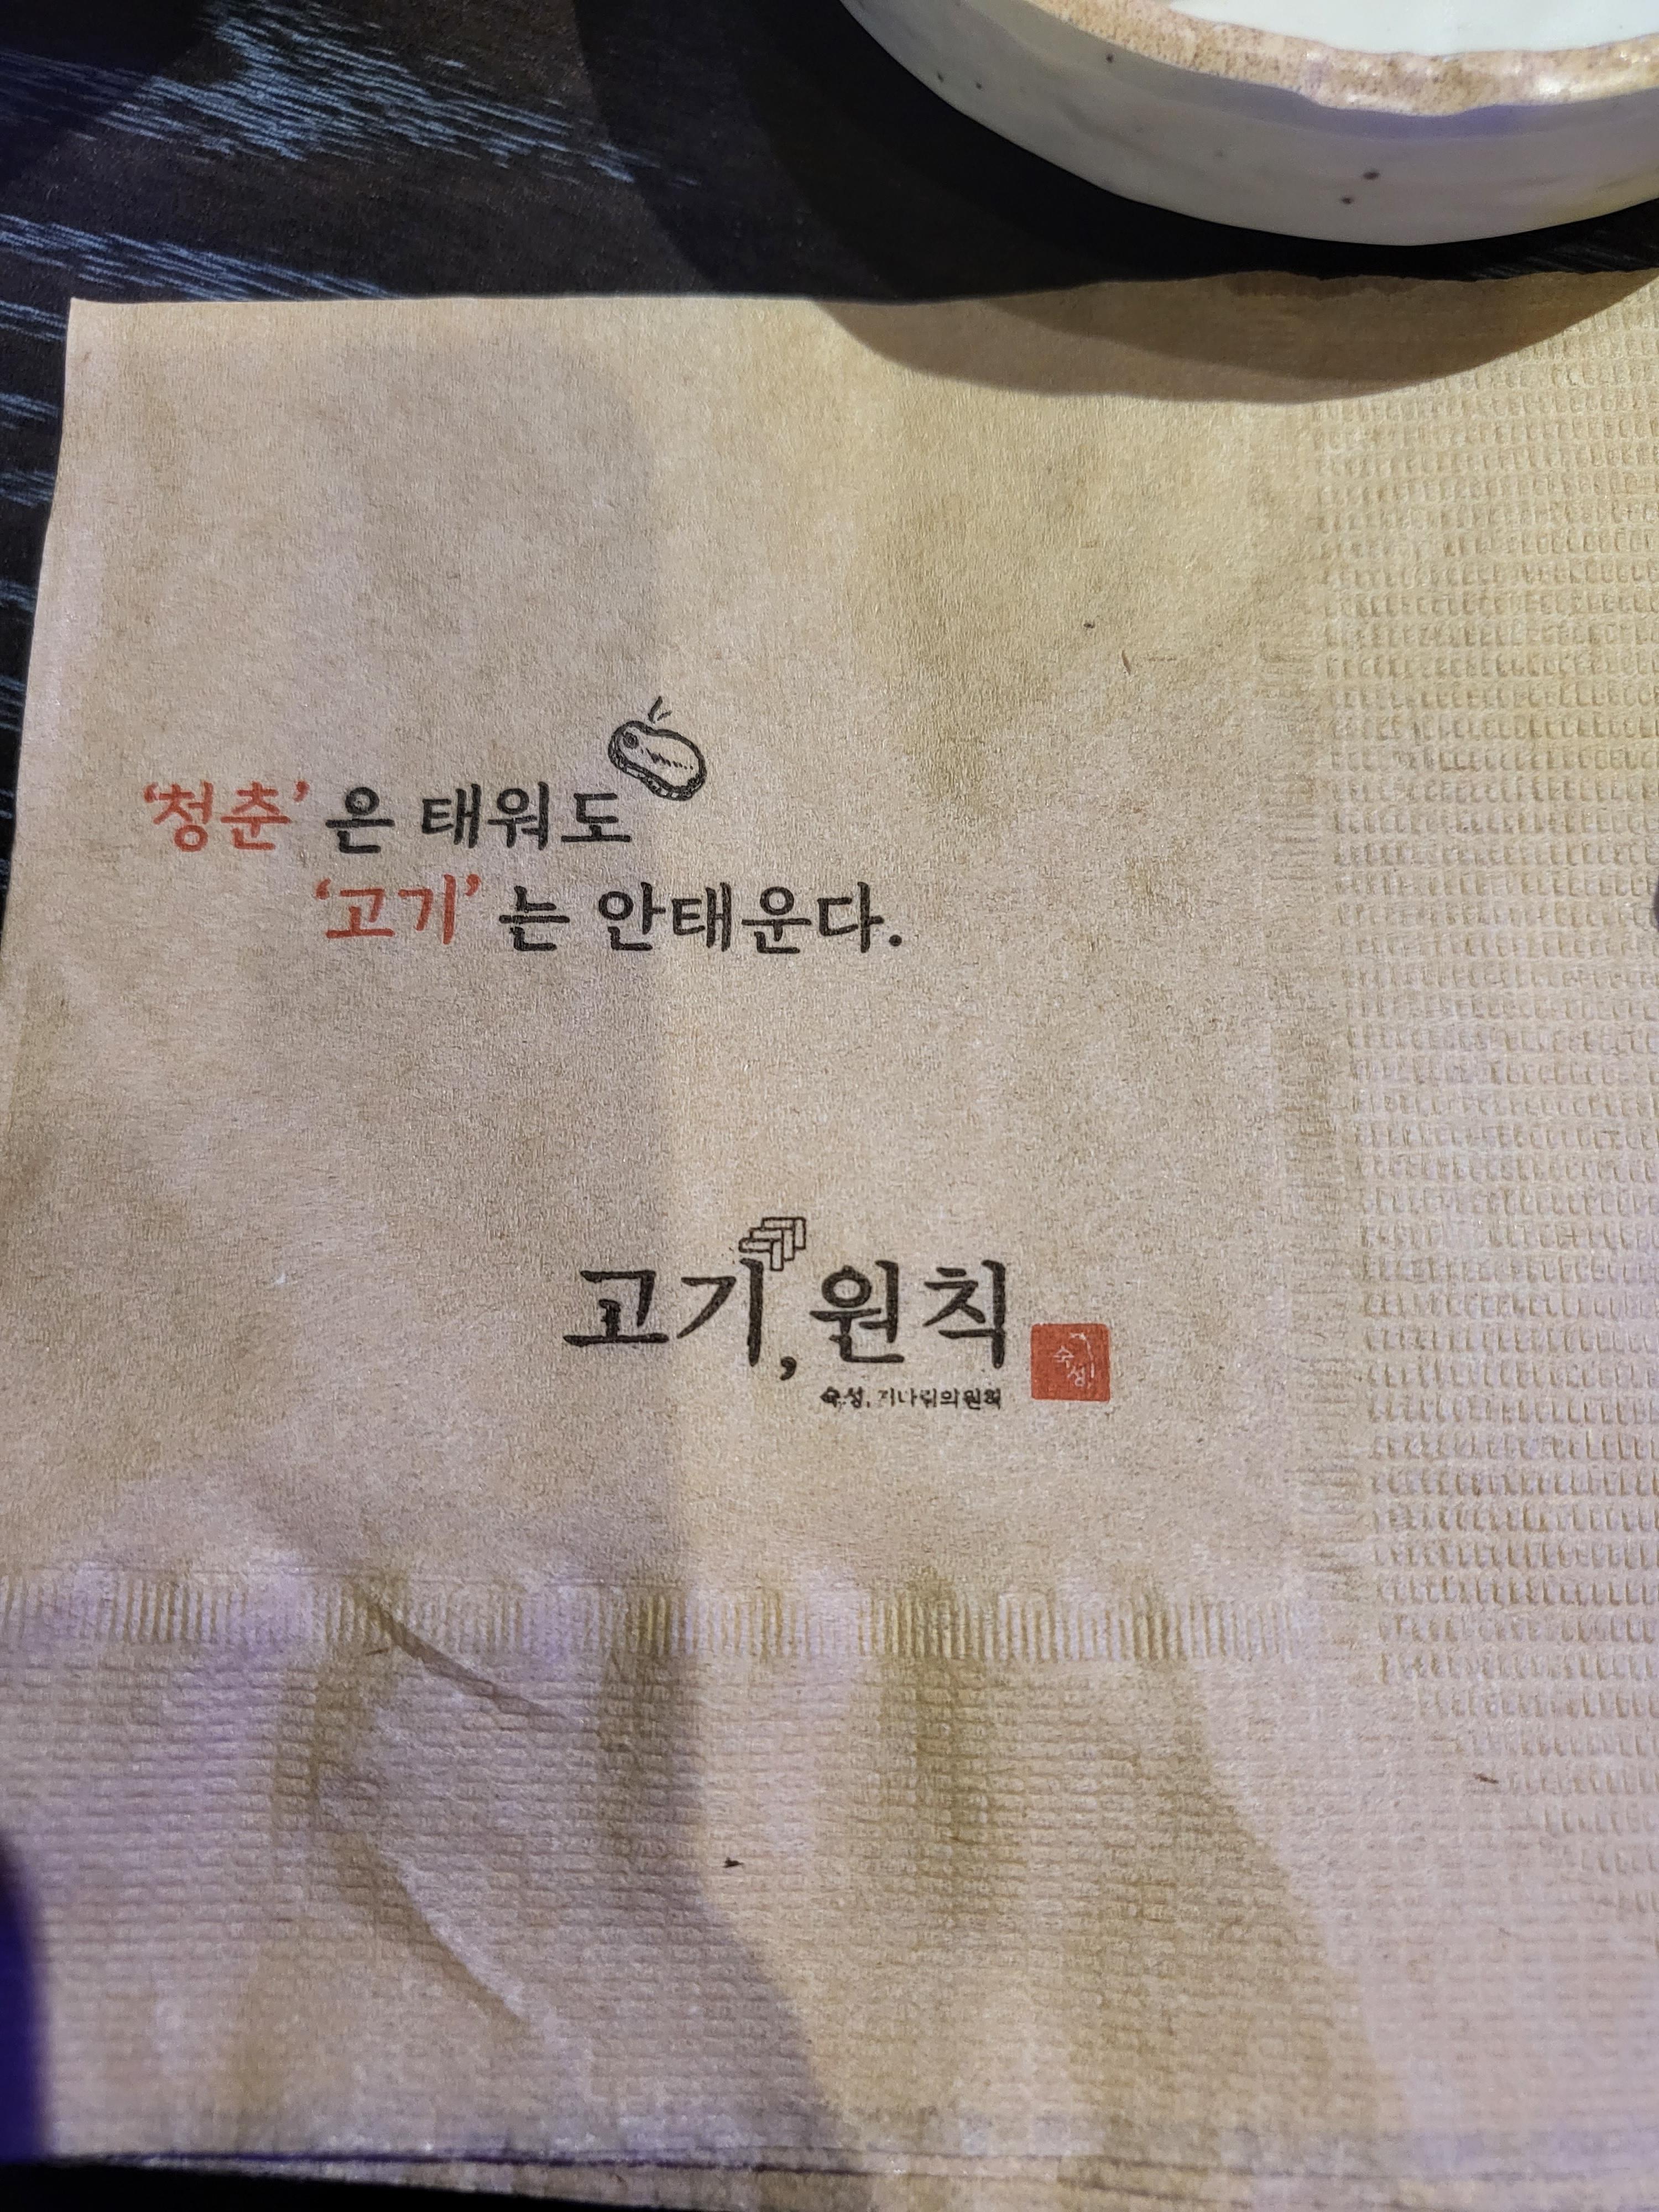 ‘청춘’ 은 태워도
‘고기’ 는 안태운다.
고기, 원칙
숙성, 기다림의 원칙
숙
성